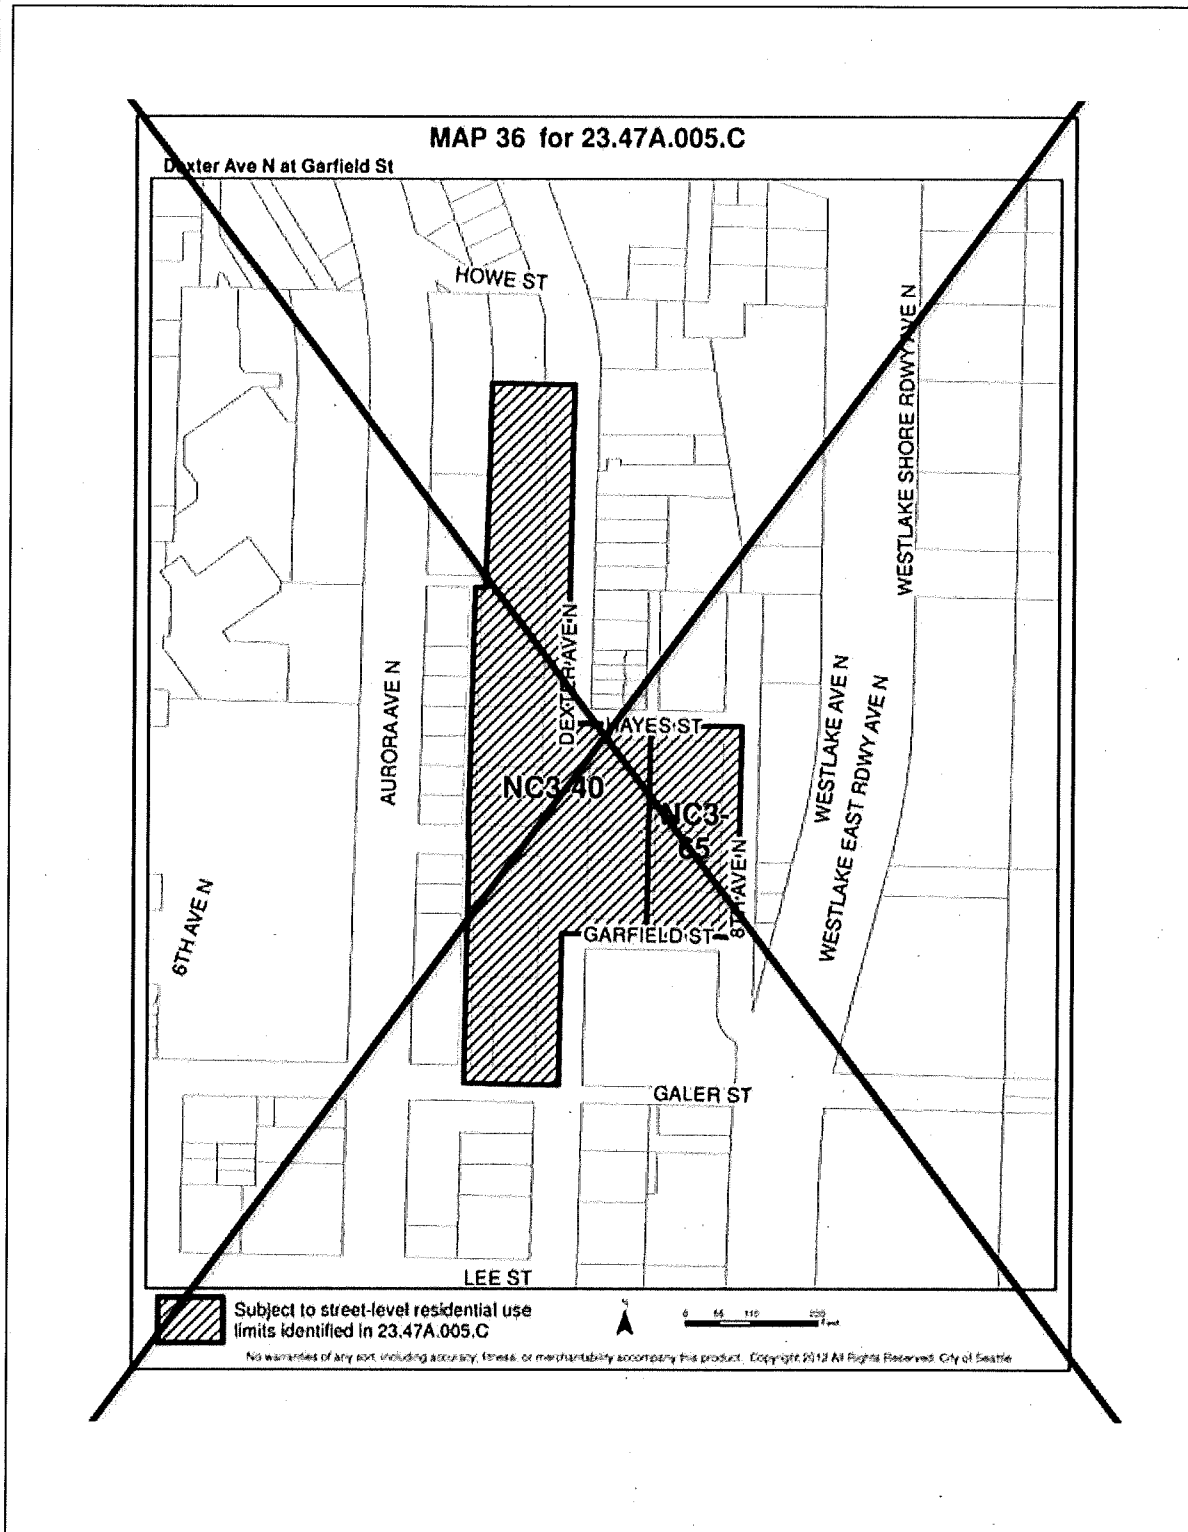 MAP 36 for 23.47A.005.C
Dexter Ave N at Garfield St
HOWE ST
WESTLAKE SHORE RDWY AVE N
DEXTER AVE N
AURORA AVE N
HAYES ST
WESTLAKE AVE N
WESTLAKE EAST RDWY AVE N
NC3-40
NC3-
65
8TH AVE N
6TH AVE N
GARFIELD ST
GALER ST
LEE ST
Subject to street-level residential use
limits identified in 23.47A.005.C
N
0
Feet
No warranties of any sort, including accuracy, fitness, or merchantability accompany this product. Copyright 2012 All Rights Reserved City of Seattle